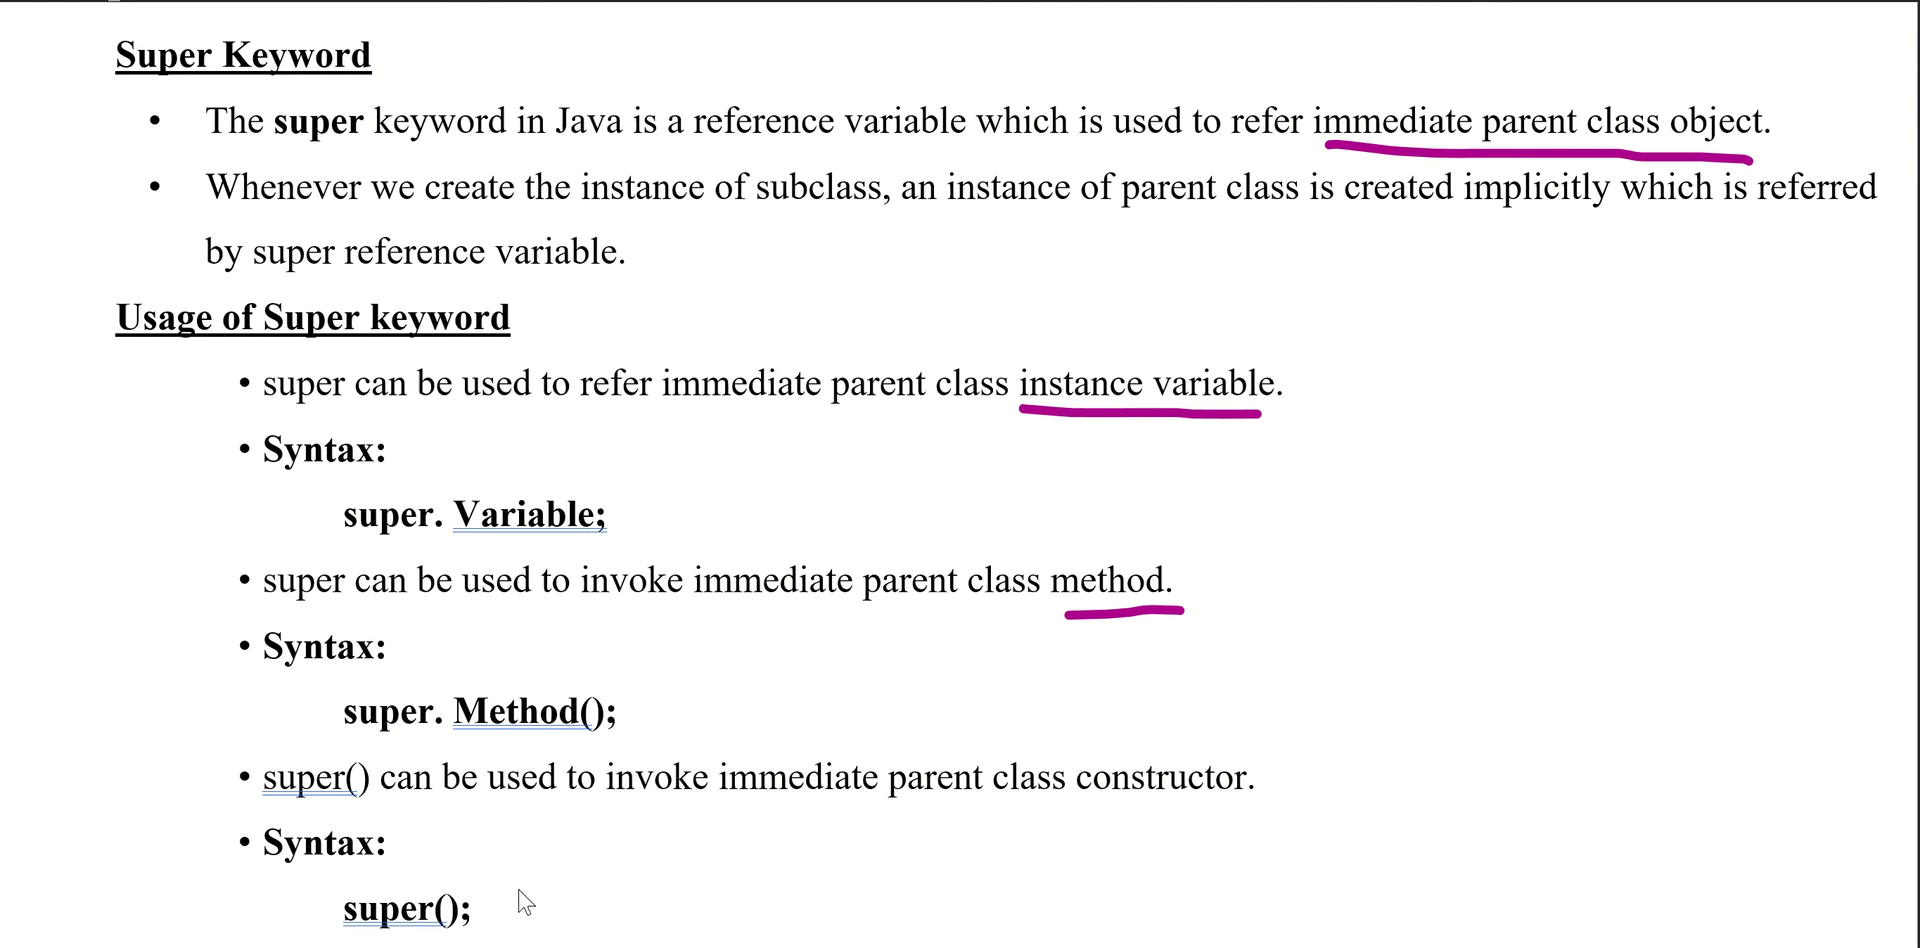 Super Keyword
• The super keyword in Java is a reference variable which is used to refer immediate parent class object.
• Whenever we create the instance of subclass, an instance of parent class is created implicitly which is referred
by super reference variable.
Usage of Super keyword
• super can be used to refer immediate parent class instance variable.
• Syntax:
super. Variable;
• super can be used to invoke immediate parent class method.
• Syntax:
super. Method();
• super() can be used to invoke immediate parent class constructor.
• Syntax:
super();